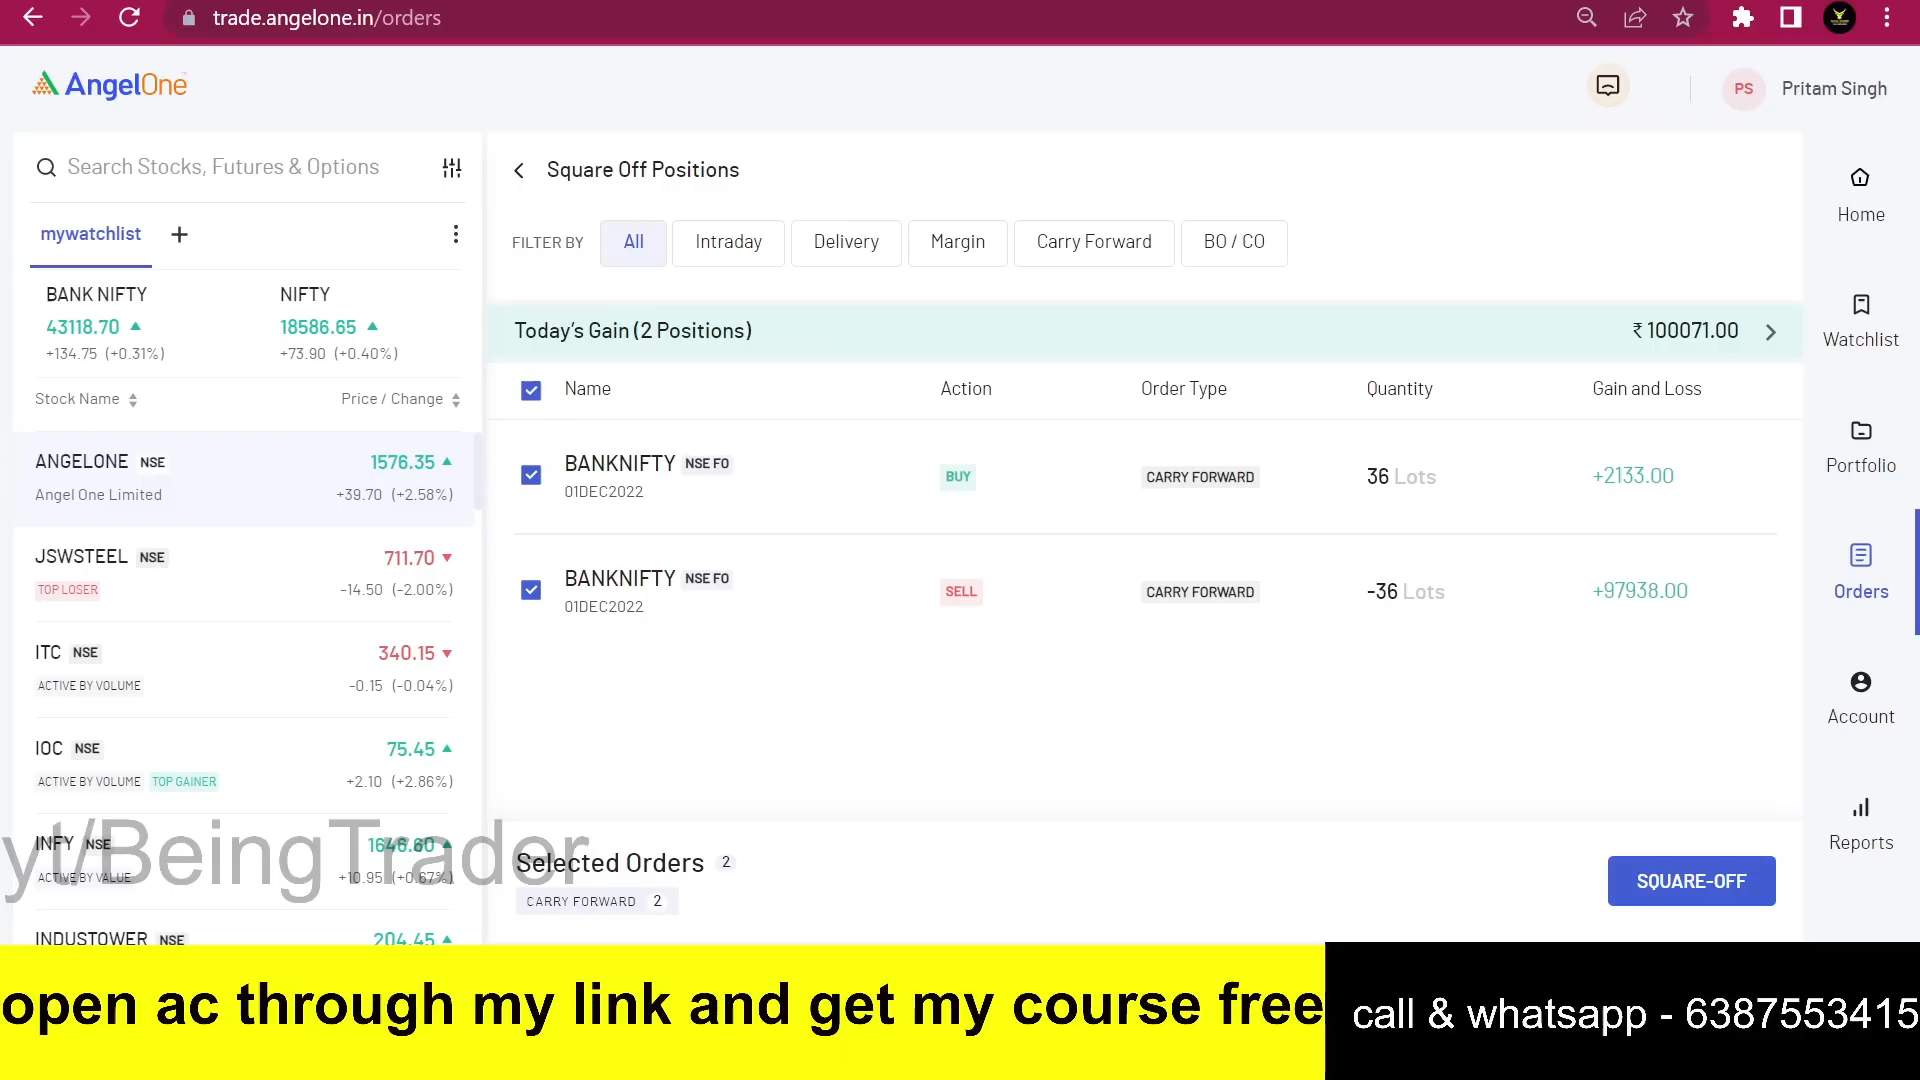 trade.angelone.in/orders
AngelOne
PS
Pritam Singh
Search Stocks, Futures & Options
mywatchlist +
BANK NIFTY
NIFTY
43118.70
18586.65
+134.75 (+0.31%)
+73.90 (+0.40%)
Stock Name
Price / Change
ANGELONE NSE
1576.35
Angel One Limited
+39.70 (+2.58%)
JSWSTEEL NSE
711.70
TOP LOSER
-14.50 (-2.00%)
ITC NSE
340.15
ACTIVE BY VOLUME
-0.15 (-0.04%)
IOC NSE
75.45
ACTIVE BY VOLUME TOP GAINER
+2.10 (+2.86%)
INFY NSE
1646.60
ACTIVE BY VALUE
+10.95 (+0.67%)
INDUSTOWER NSE
204.45
yt/BeingTrader
Square Off Positions
FILTER BY All Intraday Delivery Margin Carry Forward BO / CO
Today's Gain (2 Positions)
₹ 100071.00
Name Action Order Type Quantity Gain and Loss
BANKNIFTY NSE FO
01DEC2022
BUY
CARRY FORWARD
36 Lots
+2133.00
BANKNIFTY NSE FO
01DEC2022
SELL
CARRY FORWARD
-36 Lots
+97938.00
Selected Orders 2
CARRY FORWARD 2
SQUARE-OFF
Home
Watchlist
Portfolio
Orders
Account
Reports
open ac through my link and get my course free
call & whatsapp - 6387553415